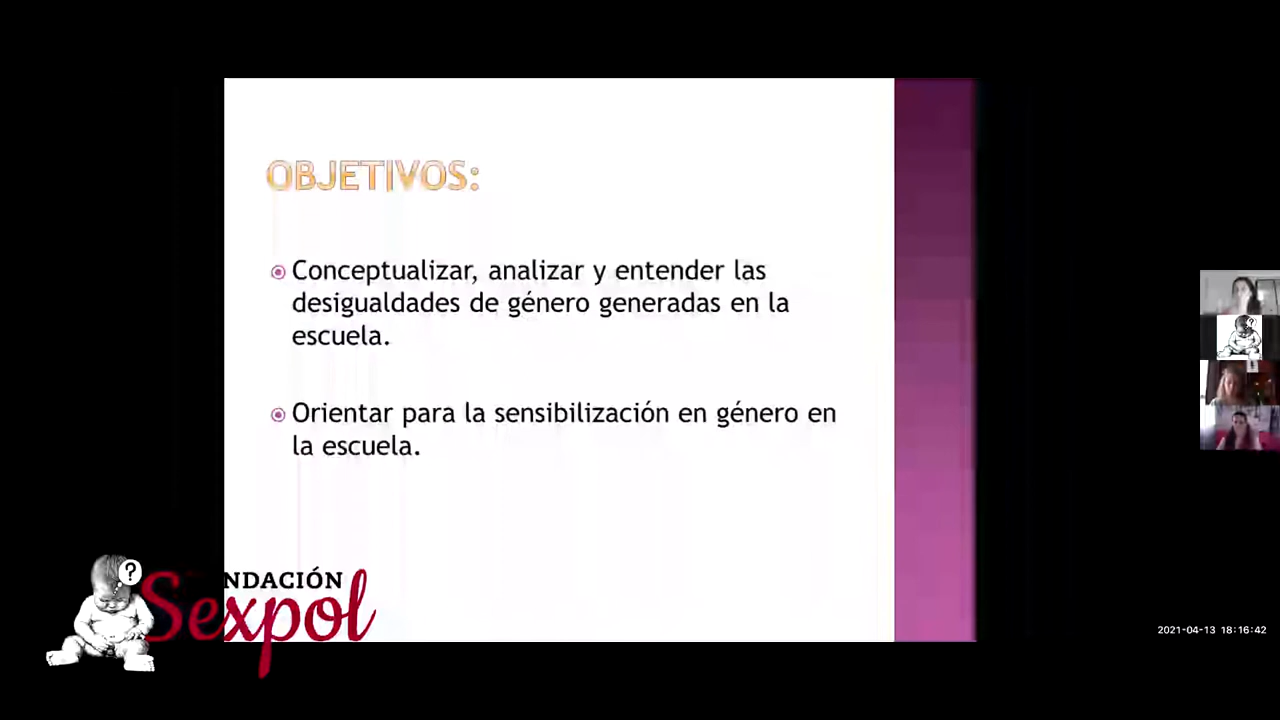 OBJETIVOS:
Conceptualizar, analizar y entender las
desigualdades de género generadas en la
escuela.
Orientar para la sensibilización en género en
la escuela.
?
NDACIÓN
Sexpol
2021-04-13 18:16:42